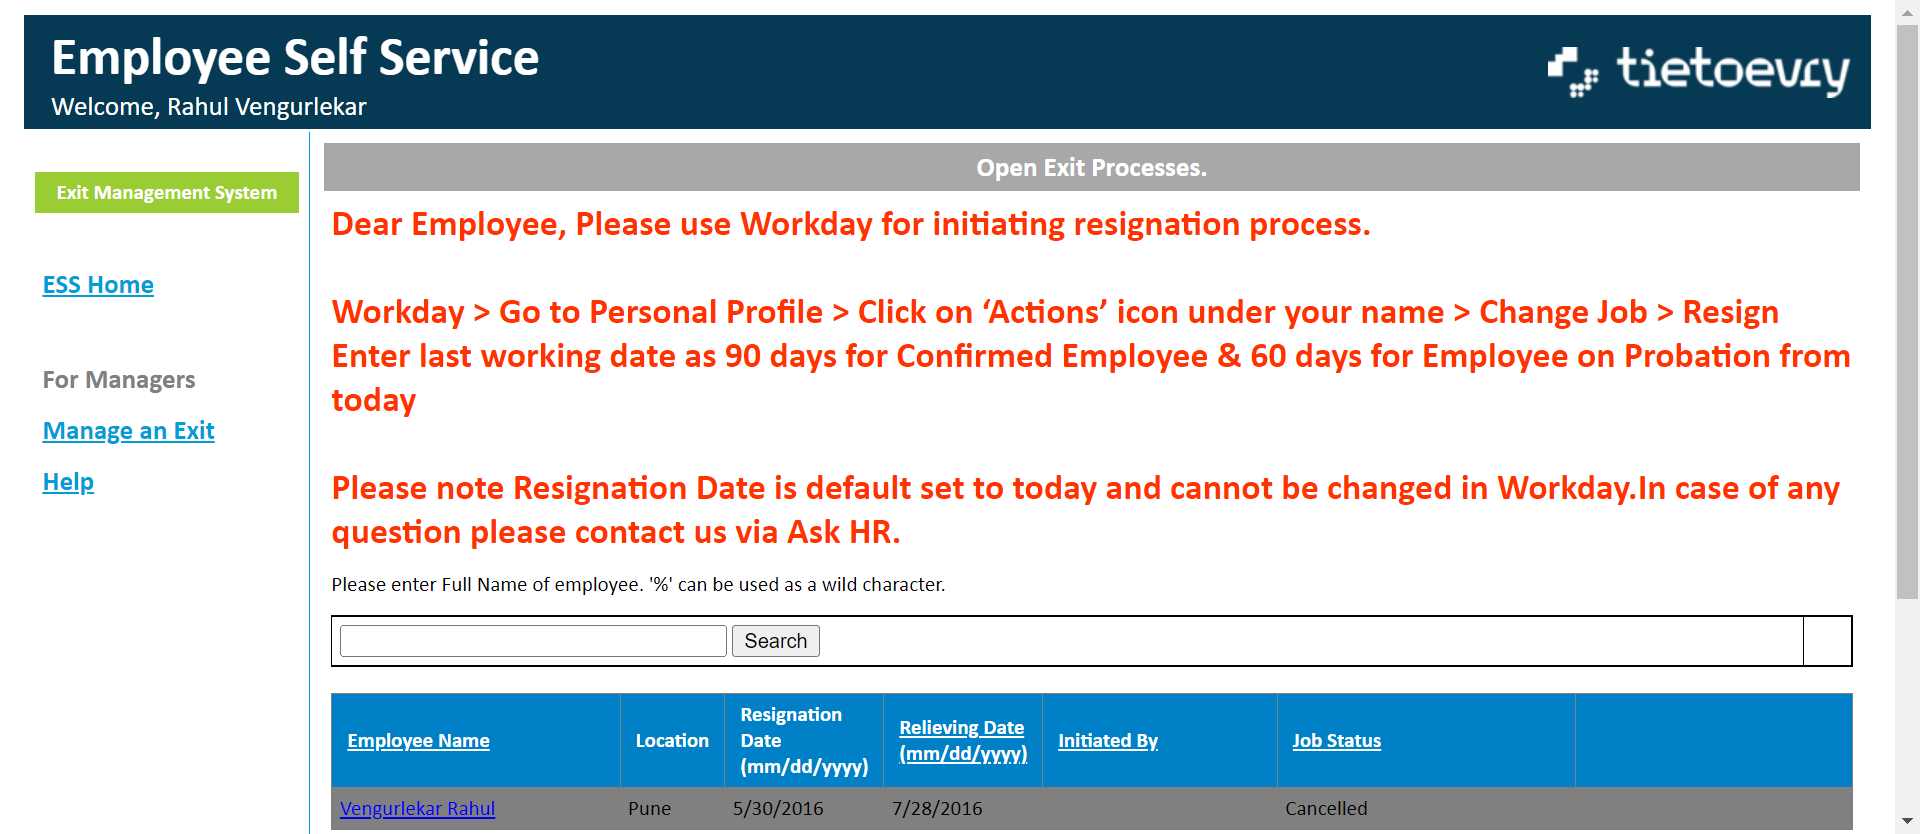 Employee Self Service
Welcome, Rahul Vengurlekar
tietoevry
Exit Management System
ESS Home
For Managers
Manage an Exit
Help
Open Exit Processes.
Dear Employee, Please use Workday for initiating resignation process.
Workday > Go to Personal Profile > Click on ‘Actions’ icon under your name > Change Job > Resign
Enter last working date as 90 days for Confirmed Employee & 60 days for Employee on Probation from
today
Please note Resignation Date is default set to today and cannot be changed in Workday.In case of any
question please contact us via Ask HR.
Please enter Full Name of employee. '%' can be used as a wild character.
Search
Employee Name
Location
Resignation
Date
(mm/dd/yyyy)
Relieving Date
(mm/dd/yyyy)
Initiated By
Job Status
Vengurlekar Rahul
Pune
5/30/2016
7/28/2016
Cancelled